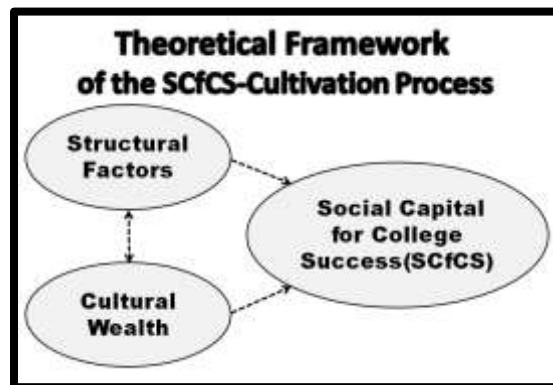 Theoretical Framework
of the SCfCS-Cultivation Process
Structural
Factors
Social Capital
for College
Success(SCfCS)
Cultural
Wealth